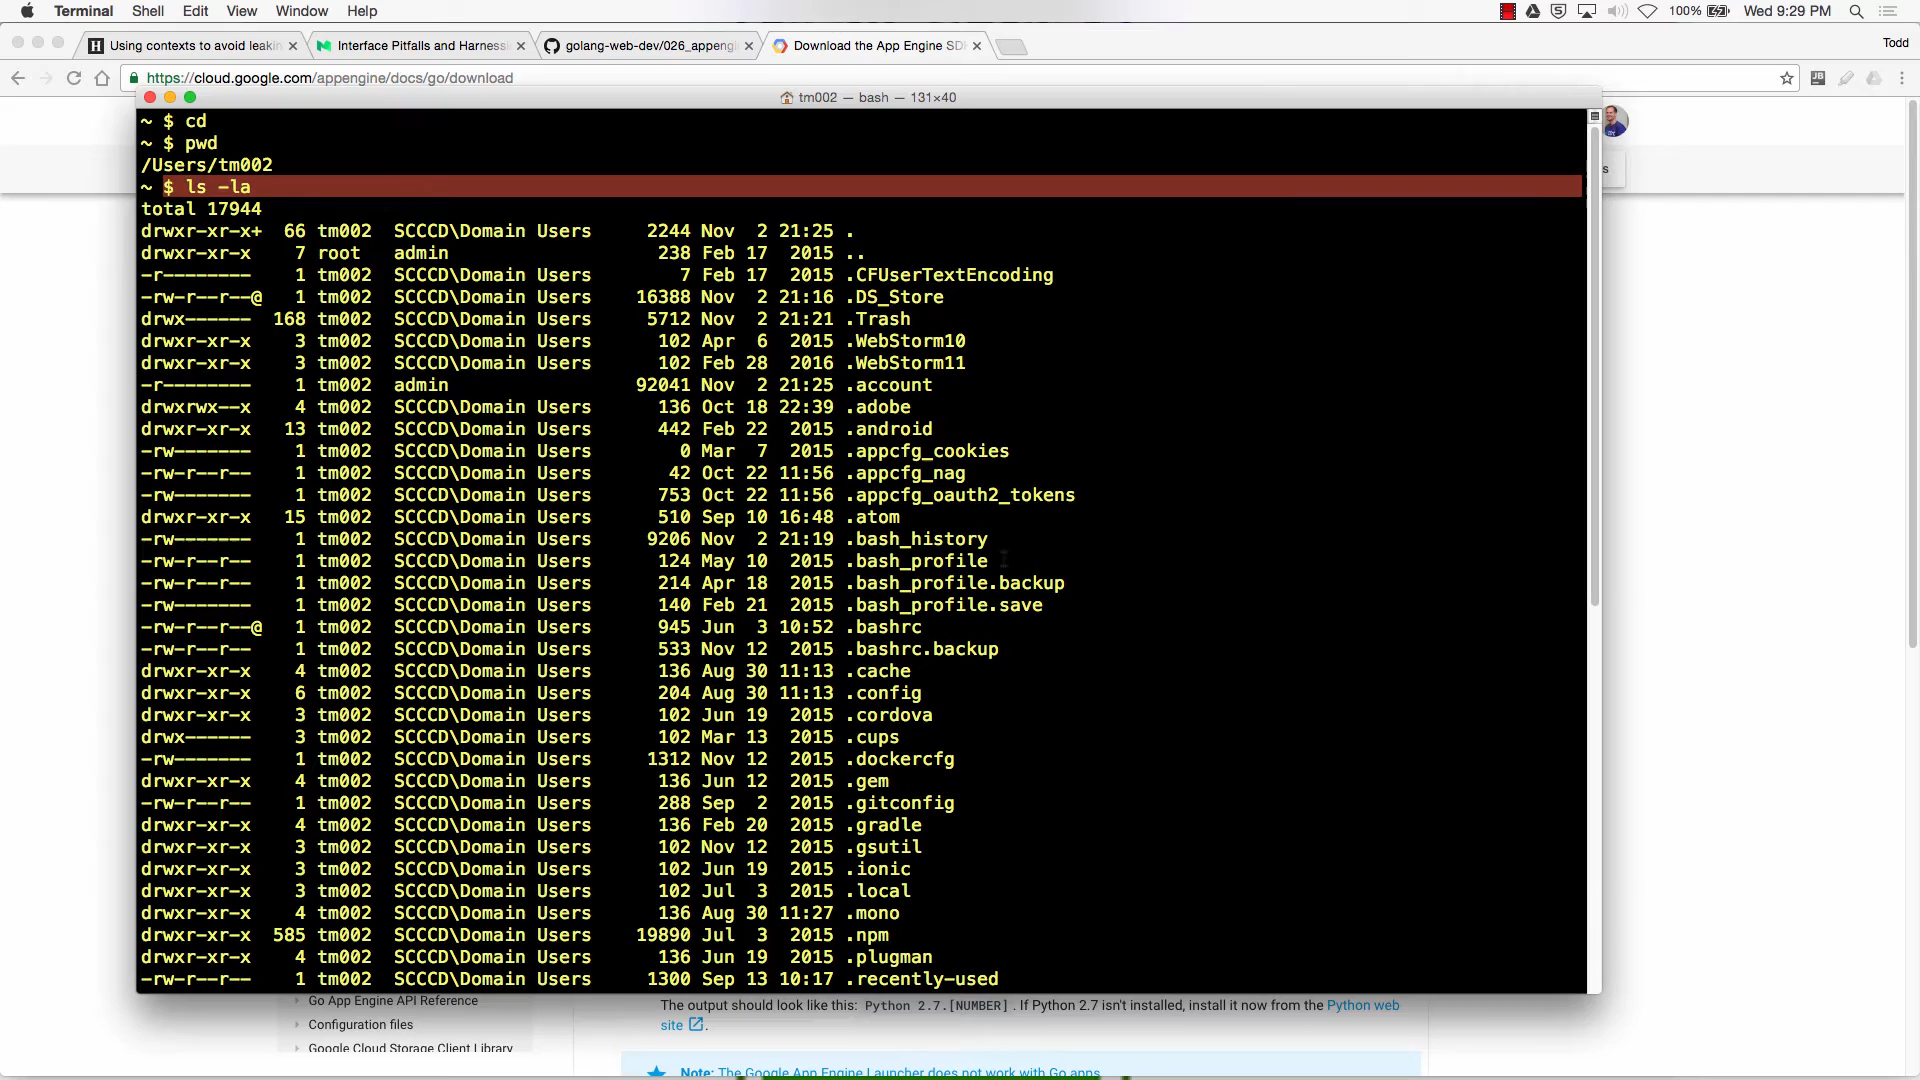 Terminal Shell Edit View Window Help 100% Wed 9:29 PM
Using contexts to avoid leakin Interface Pitfalls and Harnessi golang-web-dev/026_appengi Download the App Engine SD Todd
https://cloud.google.com/appengine/docs/go/download
tm002 — bash — 131×40
~ $ cd
~ $ pwd
/Users/tm002
~ $ ls -la
total 17944
drwxr-xr-x+ 66 tm002 SCCCD\Domain Users 2244 Nov 2 21:25 .
drwxr-xr-x 7 root admin 238 Feb 17 2015 ..
-r-------- 1 tm002 SCCCD\Domain Users 7 Feb 17 2015 .CFUserTextEncoding
-rw-r--r--@ 1 tm002 SCCCD\Domain Users 16388 Nov 2 21:16 .DS_Store
drwx------ 168 tm002 SCCCD\Domain Users 5712 Nov 2 21:21 .Trash
drwxr-xr-x 3 tm002 SCCCD\Domain Users 102 Apr 6 2015 .WebStorm10
drwxr-xr-x 3 tm002 SCCCD\Domain Users 102 Feb 28 2016 .WebStorm11
-r-------- 1 tm002 admin 92041 Nov 2 21:25 .account
drwxrwx--x 4 tm002 SCCCD\Domain Users 136 Oct 18 22:39 .adobe
drwxr-xr-x 13 tm002 SCCCD\Domain Users 442 Feb 22 2015 .android
-rw------- 1 tm002 SCCCD\Domain Users 0 Mar 7 2015 .appcfg_cookies
-rw-r--r-- 1 tm002 SCCCD\Domain Users 42 Oct 22 11:56 .appcfg_nag
-rw------- 1 tm002 SCCCD\Domain Users 753 Oct 22 11:56 .appcfg_oauth2_tokens
drwxr-xr-x 15 tm002 SCCCD\Domain Users 510 Sep 10 16:48 .atom
-rw------- 1 tm002 SCCCD\Domain Users 9206 Nov 2 21:19 .bash_history
-rw-r--r-- 1 tm002 SCCCD\Domain Users 124 May 10 2015 .bash_profile
-rw-r--r-- 1 tm002 SCCCD\Domain Users 214 Apr 18 2015 .bash_profile.backup
-rw------- 1 tm002 SCCCD\Domain Users 140 Feb 21 2015 .bash_profile.save
-rw-r--r--@ 1 tm002 SCCCD\Domain Users 945 Jun 3 10:52 .bashrc
-rw-r--r-- 1 tm002 SCCCD\Domain Users 533 Nov 12 2015 .bashrc.backup
drwxr-xr-x 4 tm002 SCCCD\Domain Users 136 Aug 30 11:13 .cache
drwxr-xr-x 6 tm002 SCCCD\Domain Users 204 Aug 30 11:13 .config
drwxr-xr-x 3 tm002 SCCCD\Domain Users 102 Jun 19 2015 .cordova
drwx------ 3 tm002 SCCCD\Domain Users 102 Mar 13 2015 .cups
-rw------- 1 tm002 SCCCD\Domain Users 1312 Nov 12 2015 .dockercfg
drwxr-xr-x 4 tm002 SCCCD\Domain Users 136 Jun 12 2015 .gem
-rw-r--r-- 1 tm002 SCCCD\Domain Users 288 Sep 2 2015 .gitconfig
drwxr-xr-x 4 tm002 SCCCD\Domain Users 136 Feb 20 2015 .gradle
drwxr-xr-x 3 tm002 SCCCD\Domain Users 102 Nov 12 2015 .gsutil
drwxr-xr-x 3 tm002 SCCCD\Domain Users 102 Jun 19 2015 .ionic
drwxr-xr-x 3 tm002 SCCCD\Domain Users 102 Jul 3 2015 .local
drwxr-xr-x 4 tm002 SCCCD\Domain Users 136 Aug 30 11:27 .mono
drwxr-xr-x 585 tm002 SCCCD\Domain Users 19890 Jul 3 2015 .npm
drwxr-xr-x 4 tm002 SCCCD\Domain Users 136 Jun 19 2015 .plugman
-rw-r--r-- 1 tm002 SCCCD\Domain Users 1300 Sep 13 10:17 .recently-used
Go App Engine API Reference
Configuration files
Google Cloud Storage Client Library
The output should look like this: Python 2.7.[NUMBER] . If Python 2.7 isn't installed, install it now from the Python web
site .
Note: The Google App Engine Launcher does not work with Go apps.